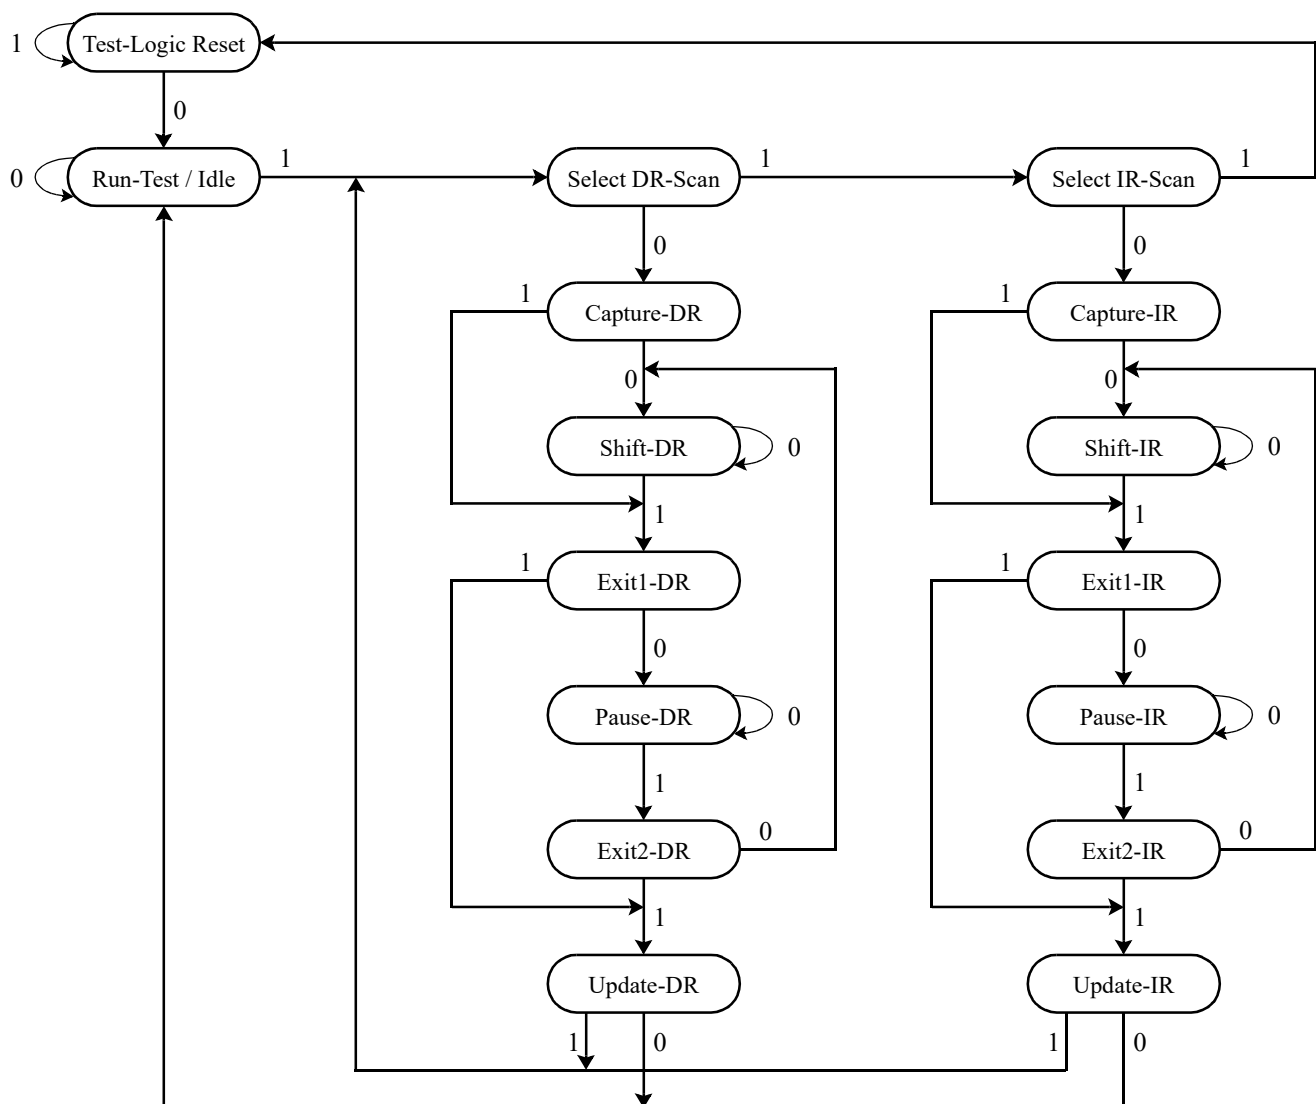 1 Test-Logic Reset
0
0 Run-Test / Idle 1 Select DR-Scan 1 Select IR-Scan 1
0 0
1 Capture-DR 1 Capture-IR
0 0
Shift-DR 0 Shift-IR 0
1 1
1 Exit1-DR 1 Exit1-IR
0 0
Pause-DR 0 Pause-IR 0
1 1
Exit2-DR 0 Exit2-IR 0
1 1
Update-DR Update-IR
1 0 1 0